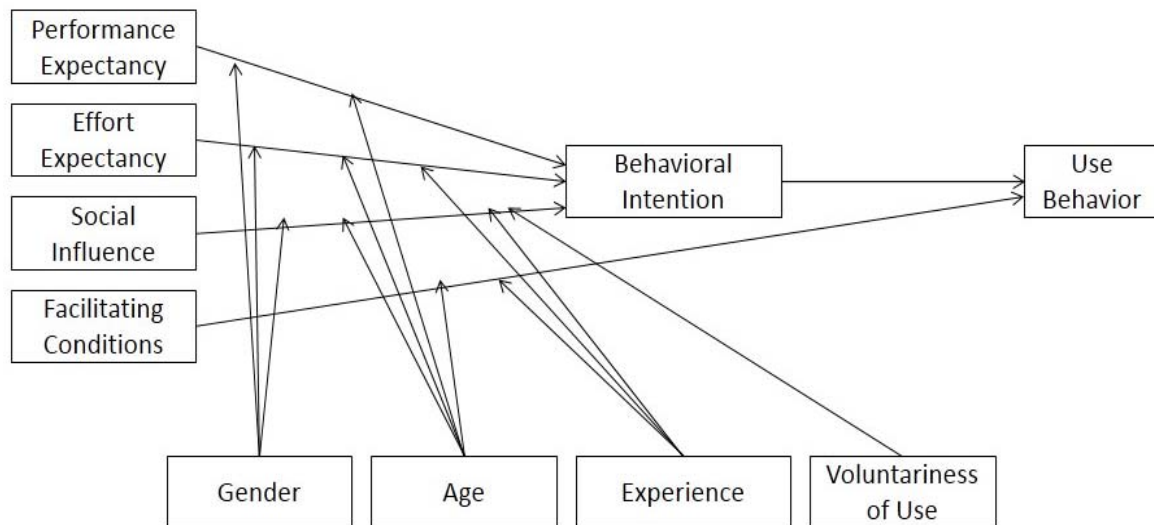 Performance
Expectancy
Effort
Expectancy
Social
Influence
Facilitating
Conditions
Behavioral
Intention
Use
Behavior
Gender
Age
Experience
Voluntariness
of Use